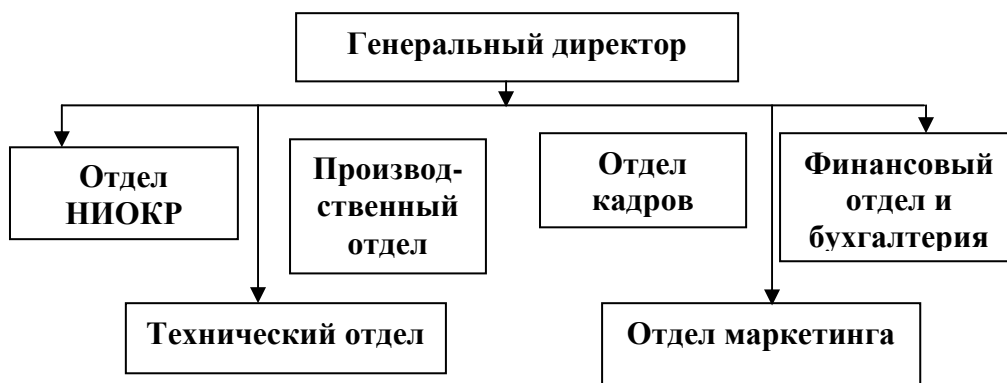 Генеральный директор
Отдел
НИОКР
Производ-
ственный
отдел
Отдел
кадров
Финансовый
отдел и
бухгалтерия
Технический отдел
Отдел маркетинга